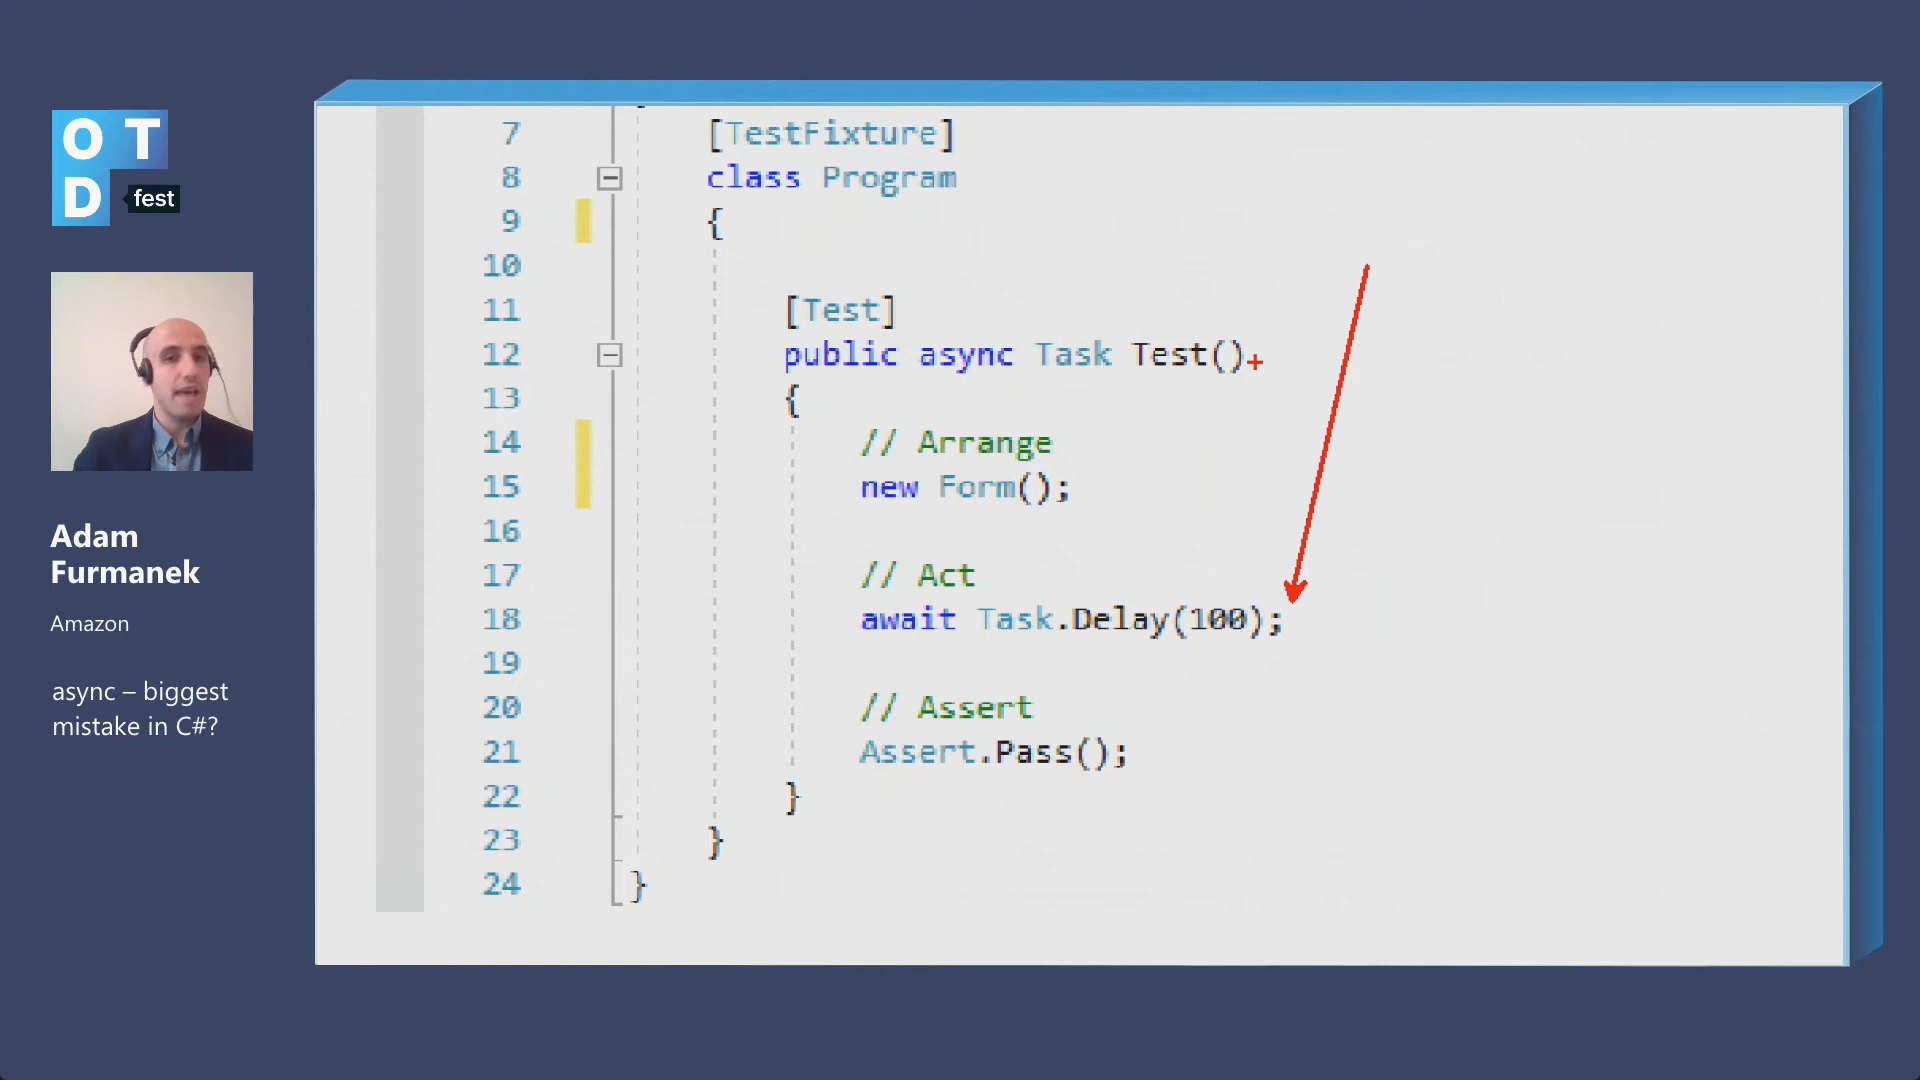 OT
D fest
Adam
Furmanek
Amazon
async – biggest
mistake in C#?
7 [TestFixture]
8 class Program
9 {
10
11 [Test]
12 public async Task Test()
13 {
14 // Arrange
15 new Form();
16
17 // Act
18 await Task.Delay(100);
19
20 // Assert
21 Assert.Pass();
22 }
23 }
24 }